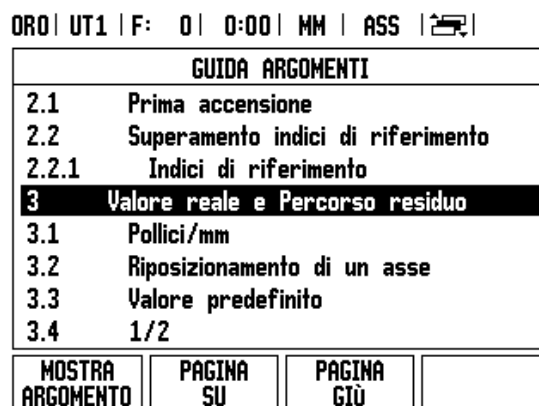 ORO| UT1 |F: 0| 0:00| MM | ASS
GUIDA ARGOMENTI
2.1 Prima accensione
2.2 Superamento indici di riferimento
2.2.1 Indici di riferimento
3 Valore reale e Percorso residuo
3.1 Pollici/mm
3.2 Riposizionamento di un asse
3.3 Valore predefinito
3.4 1/2
MOSTRA ARGOMENTO
PAGINA SU
PAGINA GIÙ